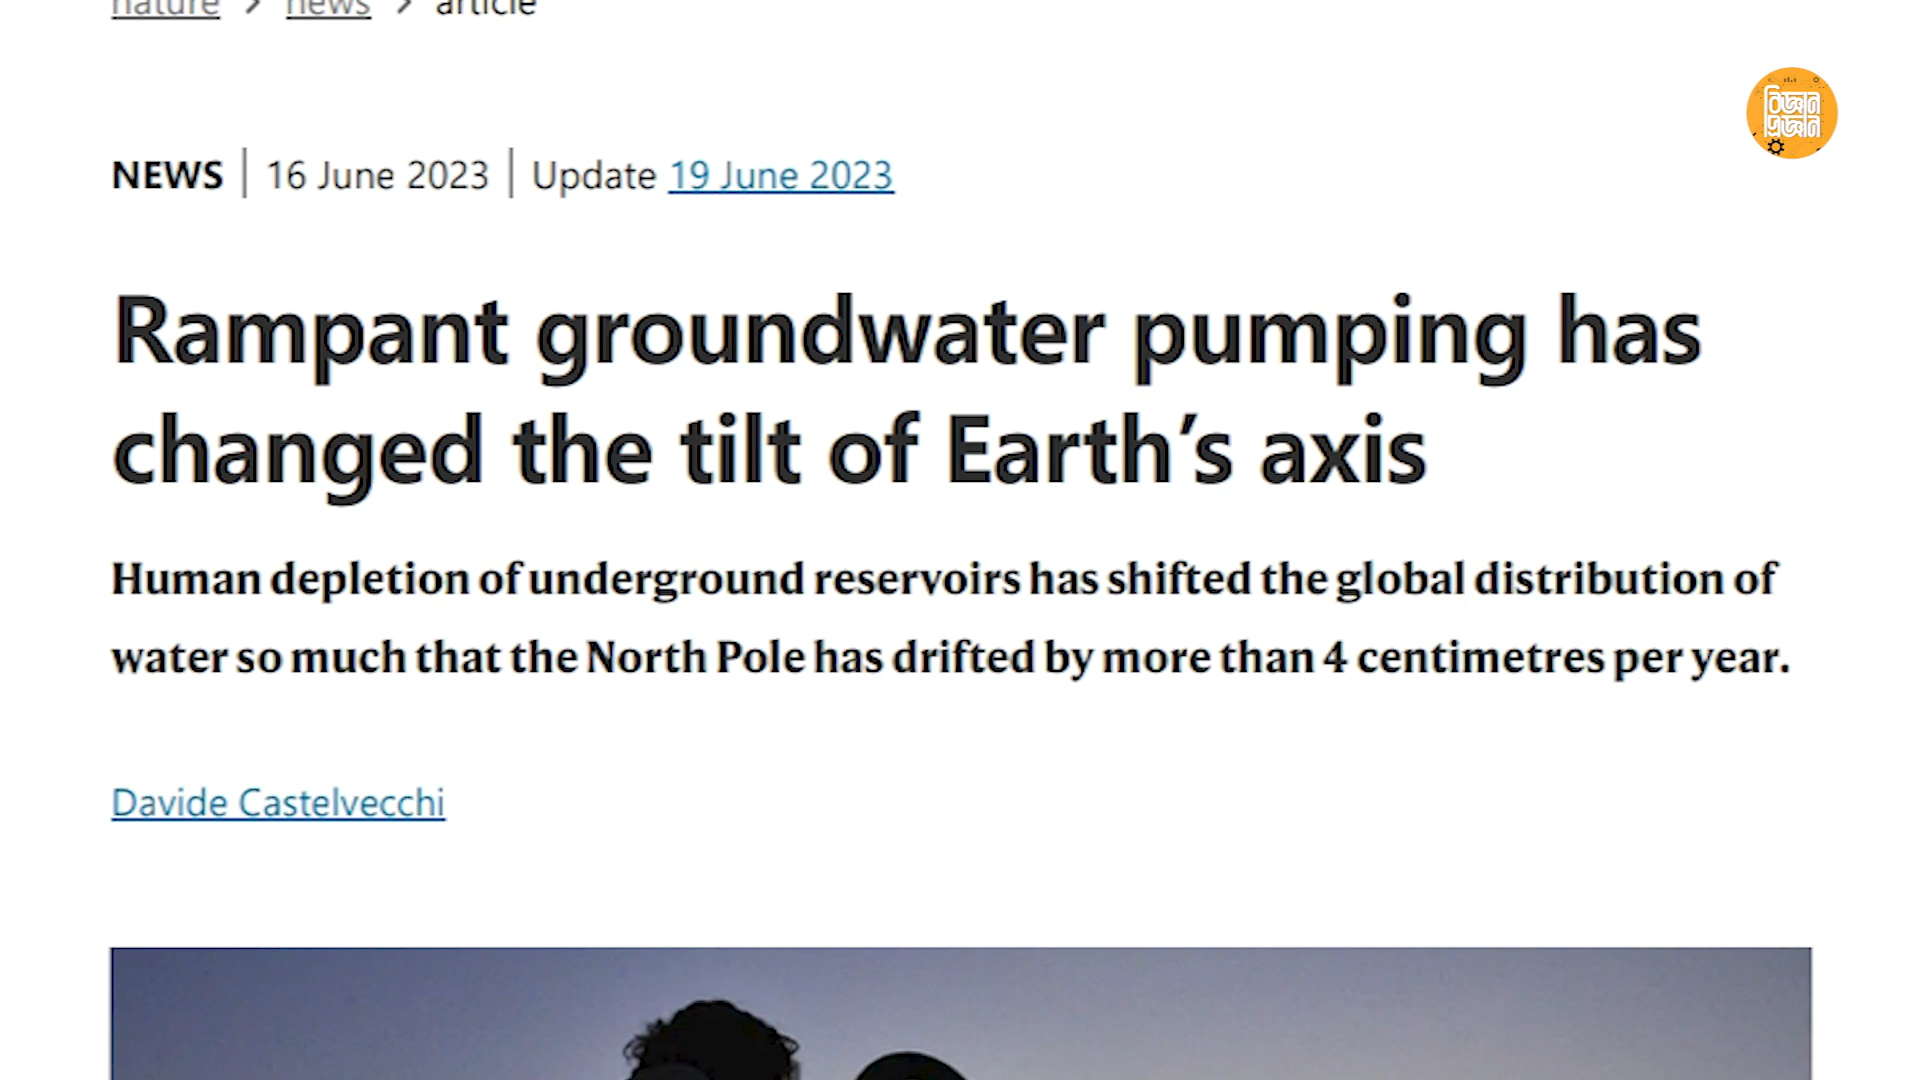 nature > news > article
বিজ্ঞান
প্রজ্ঞান
NEWS | 16 June 2023 | Update 19 June 2023
Rampant groundwater pumping has
changed the tilt of Earth’s axis
Human depletion of underground reservoirs has shifted the global distribution of
water so much that the North Pole has drifted by more than 4 centimetres per year.
Davide Castelvecchi